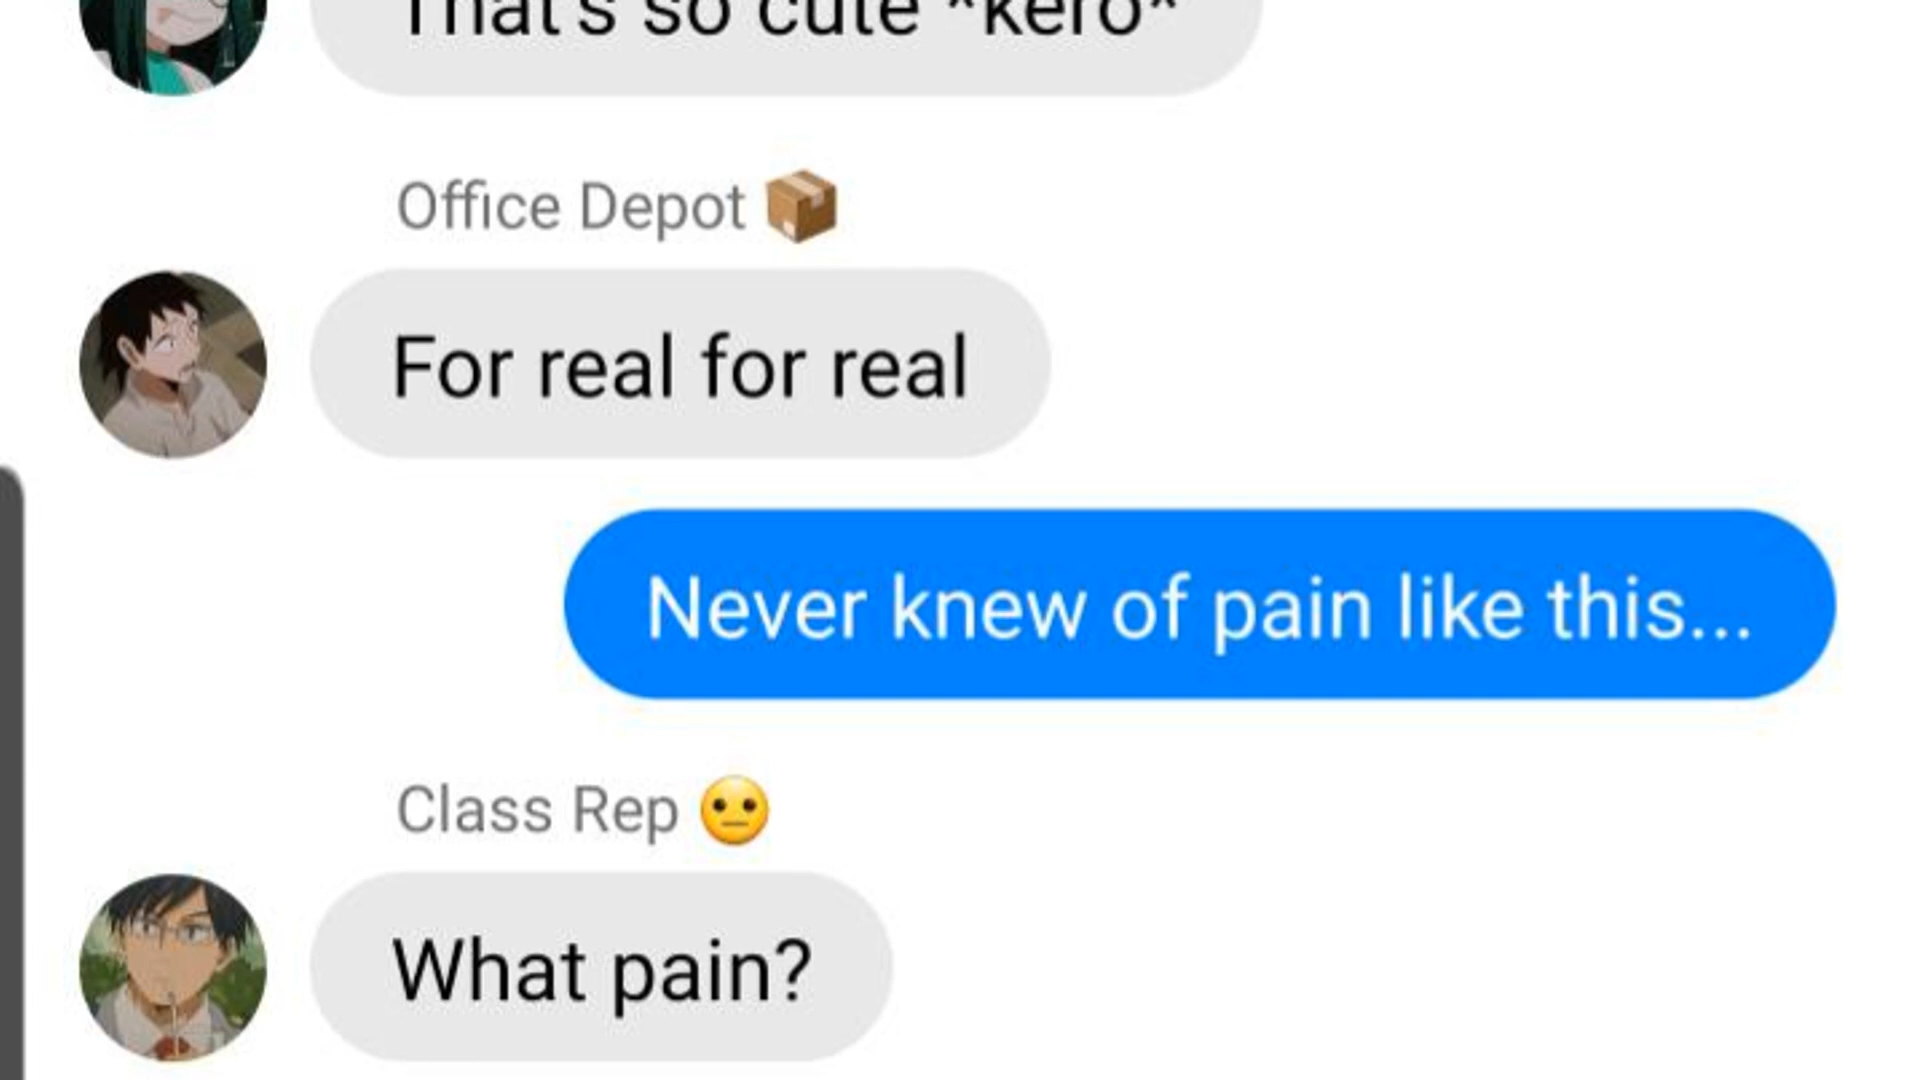 That's so cute *kero*
Office Depot 📦
For real for real
Never knew of pain like this...
Class Rep 😐
What pain?